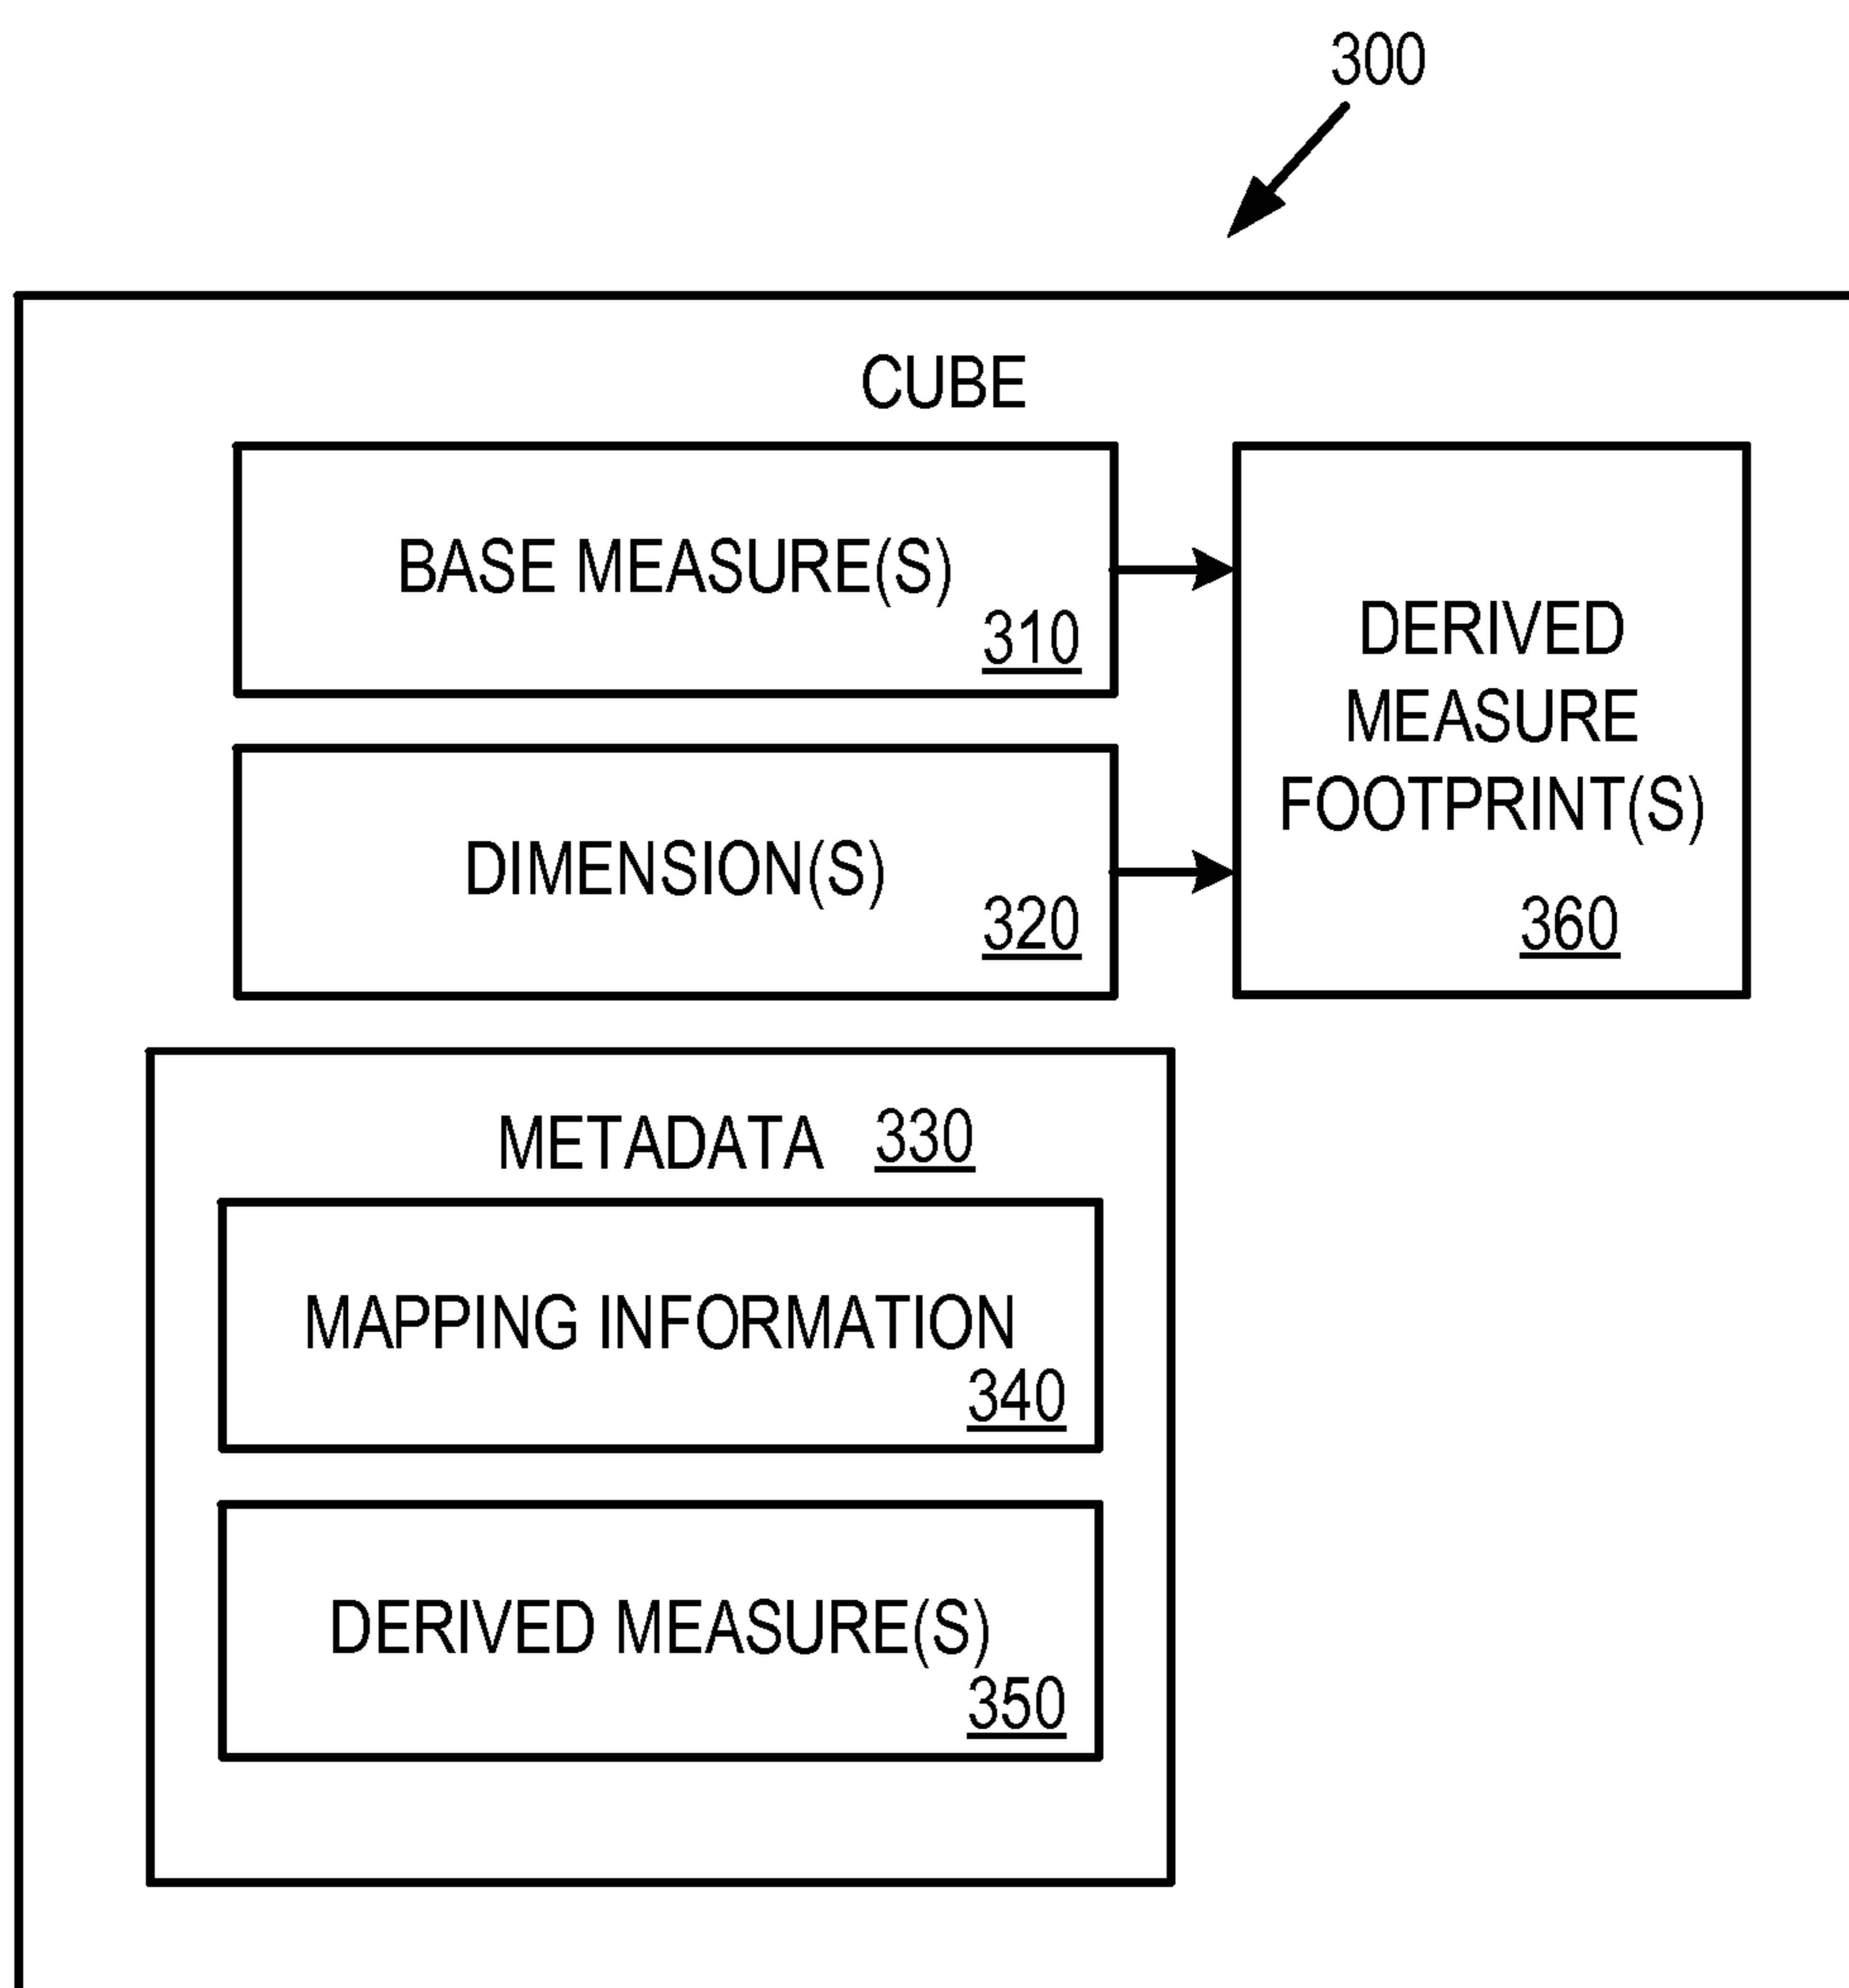 300
CUBE
BASE MEASURE(S)
310
DIMENSION(S)
320
DERIVED
MEASURE
FOOTPRINT(S)
360
METADATA 330
MAPPING INFORMATION
340
DERIVED MEASURE(S)
350